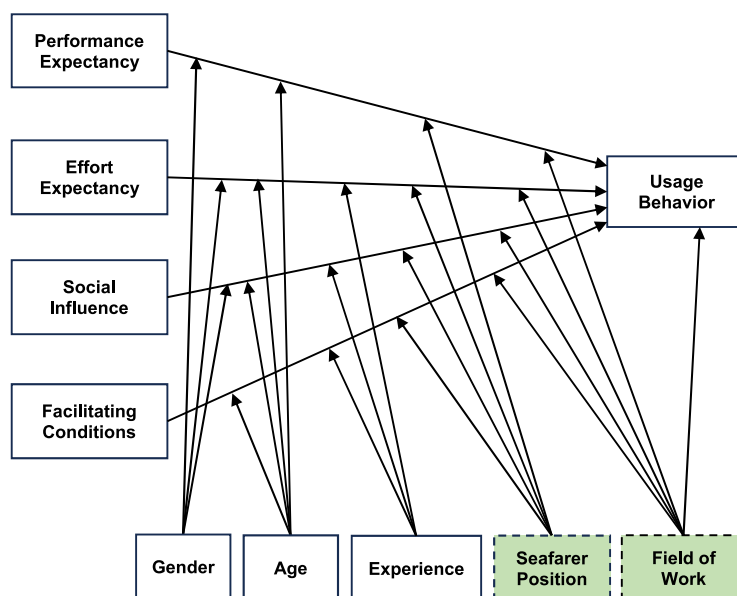 Performance
Expectancy
Effort
Expectancy
Usage
Behavior
Social
Influence
Facilitating
Conditions
Gender
Age
Experience
Seafarer
Position
Field of
Work